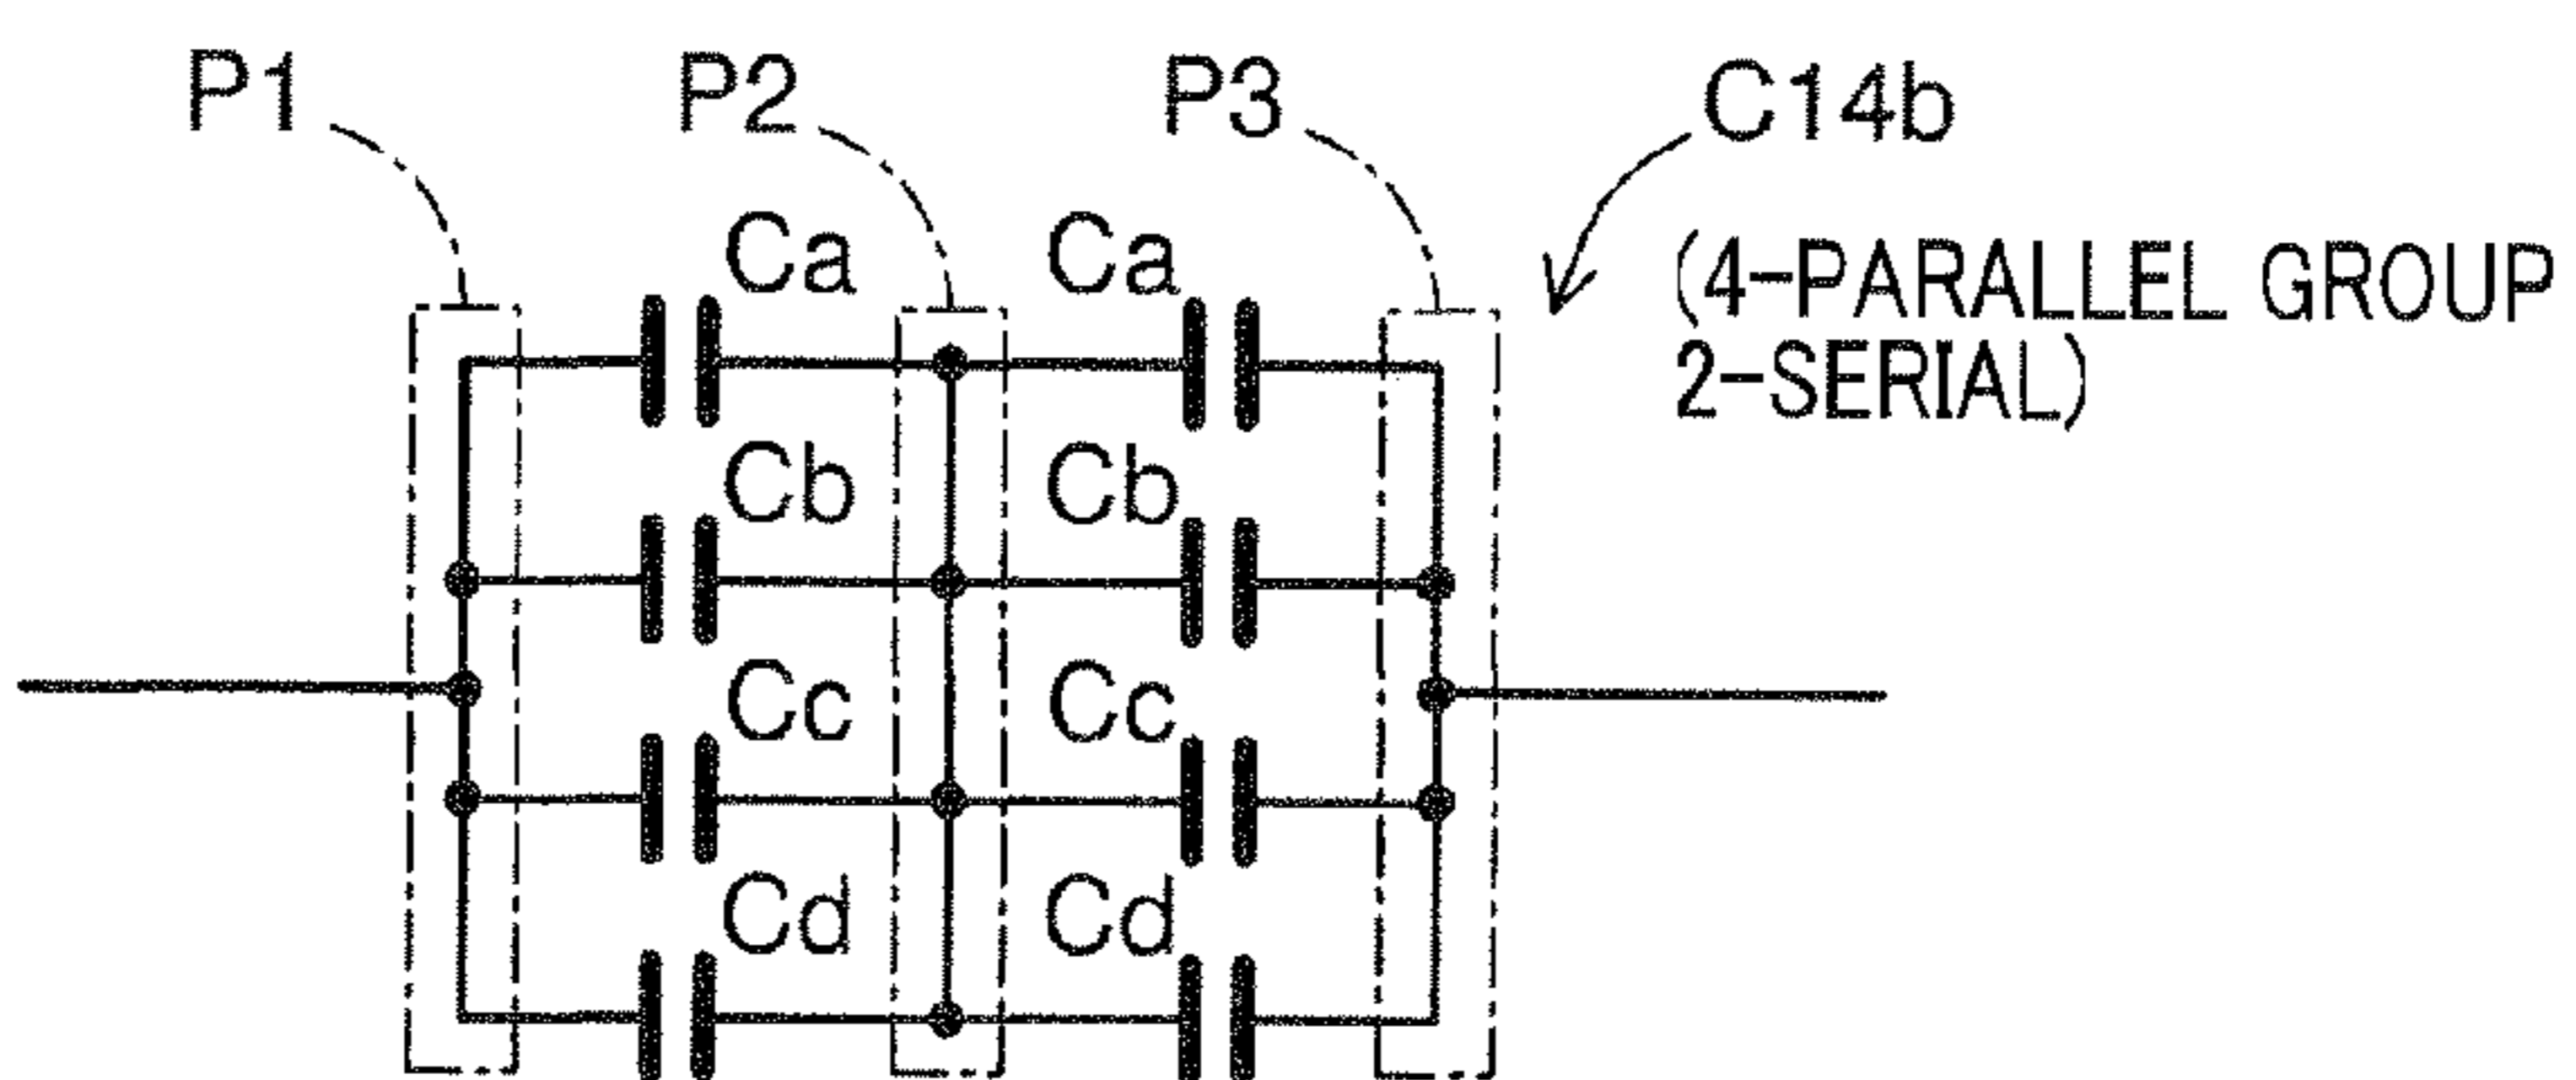 P1 P2 P3 C14b
(4-PARALLEL GROUP
2-SERIAL)
Ca Ca
Cb Cb
Cc Cc
Cd Cd